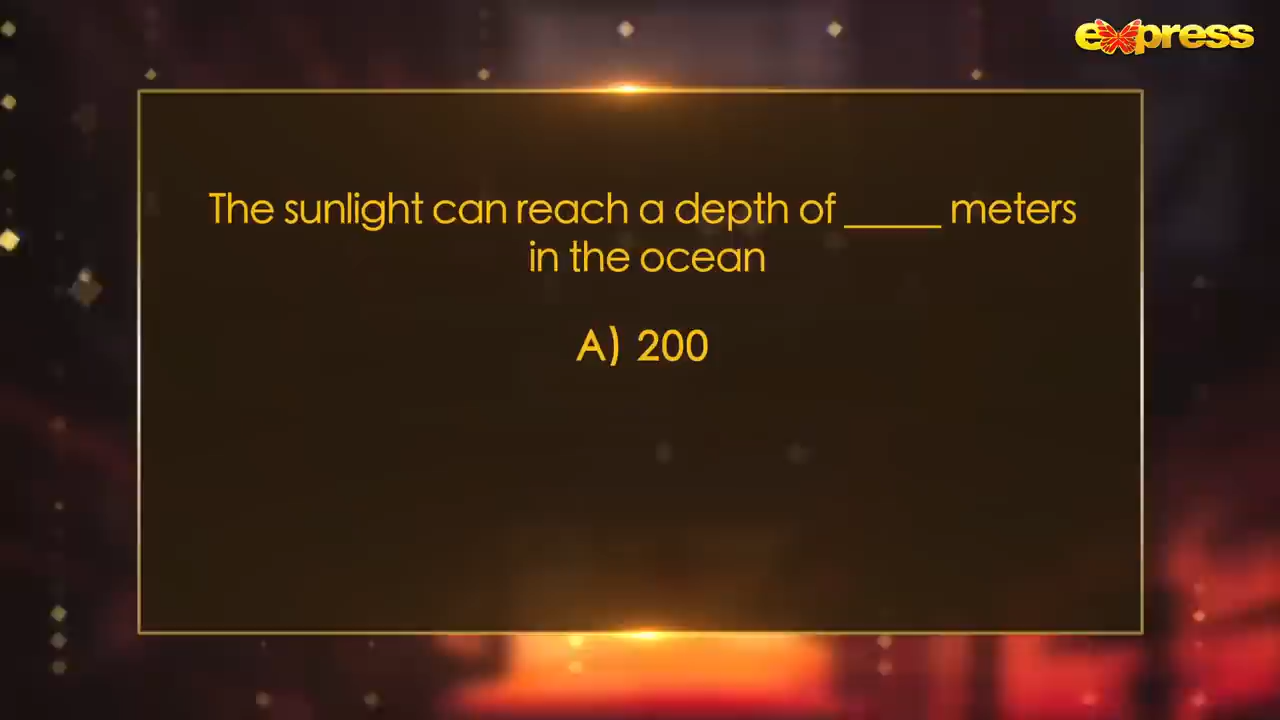 express
The sunlight can reach a depth of _____ meters
in the ocean
A) 200